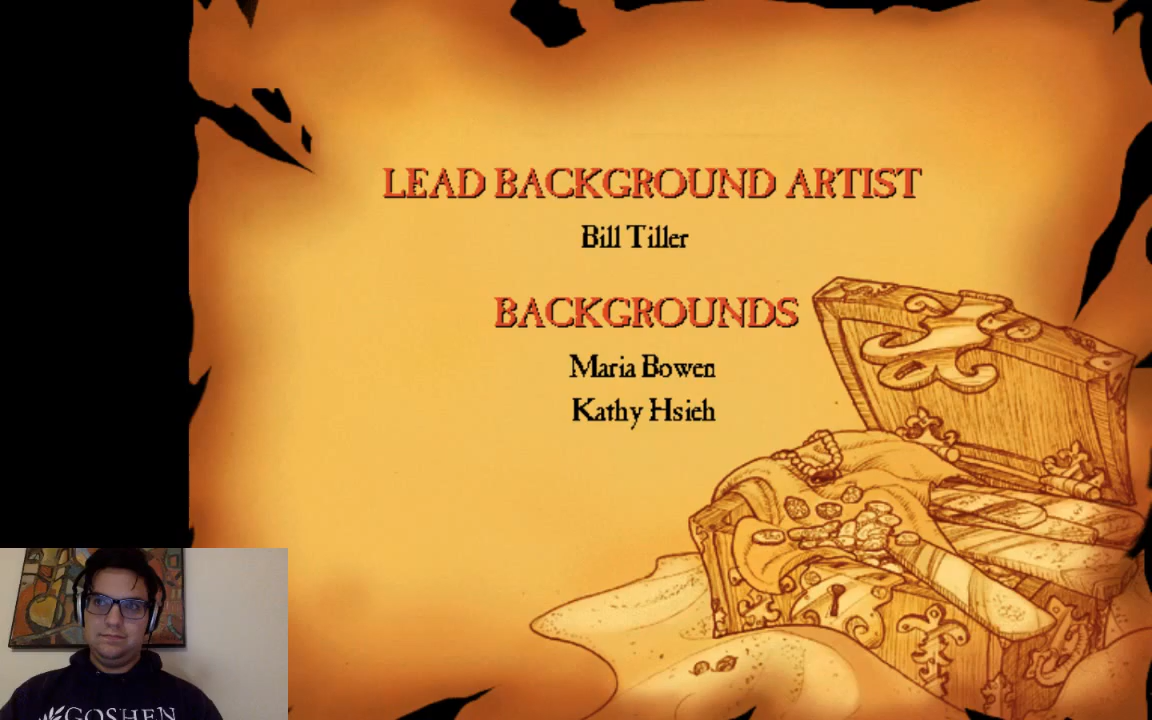 LEAD BACKGROUND ARTIST
Bill Tiller
BACKGROUNDS
Maria Bowen
Kathy Hsieh
GOSHEN